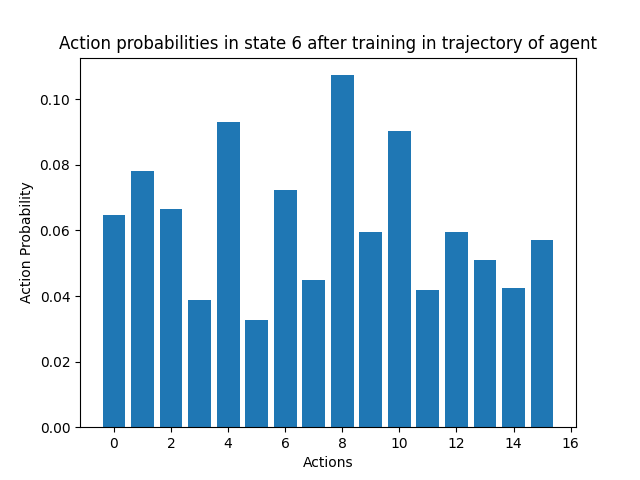 Action probabilities in state 6 after training in trajectory of agent
0.10
0.08
0.06
0.04
0.02
0.00
Action Probability
0 2 4 6 8 10 12 14 16
Actions